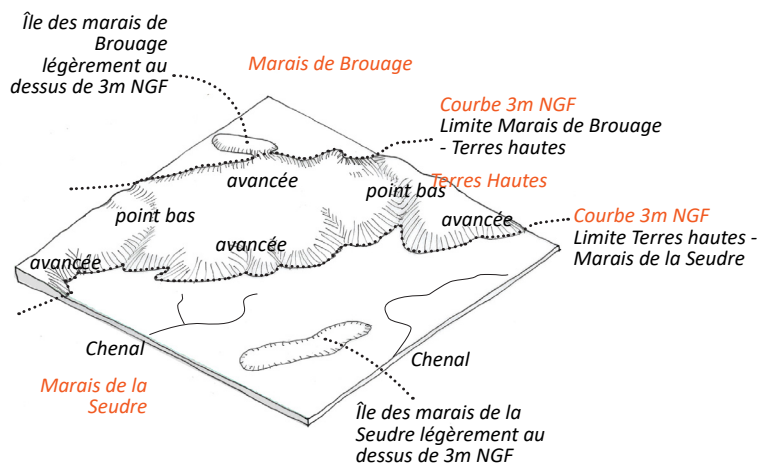 Île des marais de
Brouage
légèrement au
dessus de 3m NGF
Marais de Brouage
Courbe 3m NGF
Limite Marais de Brouage
- Terres hautes
Terres Hautes
avancée
point bas
point bas
avancée
avancée
avancée
Courbe 3m NGF
Limite Terres hautes -
Marais de la Seudre
Chenal
Chenal
Marais de la
Seudre
Île des marais de la
Seudre légèrement au
dessus de 3m NGF